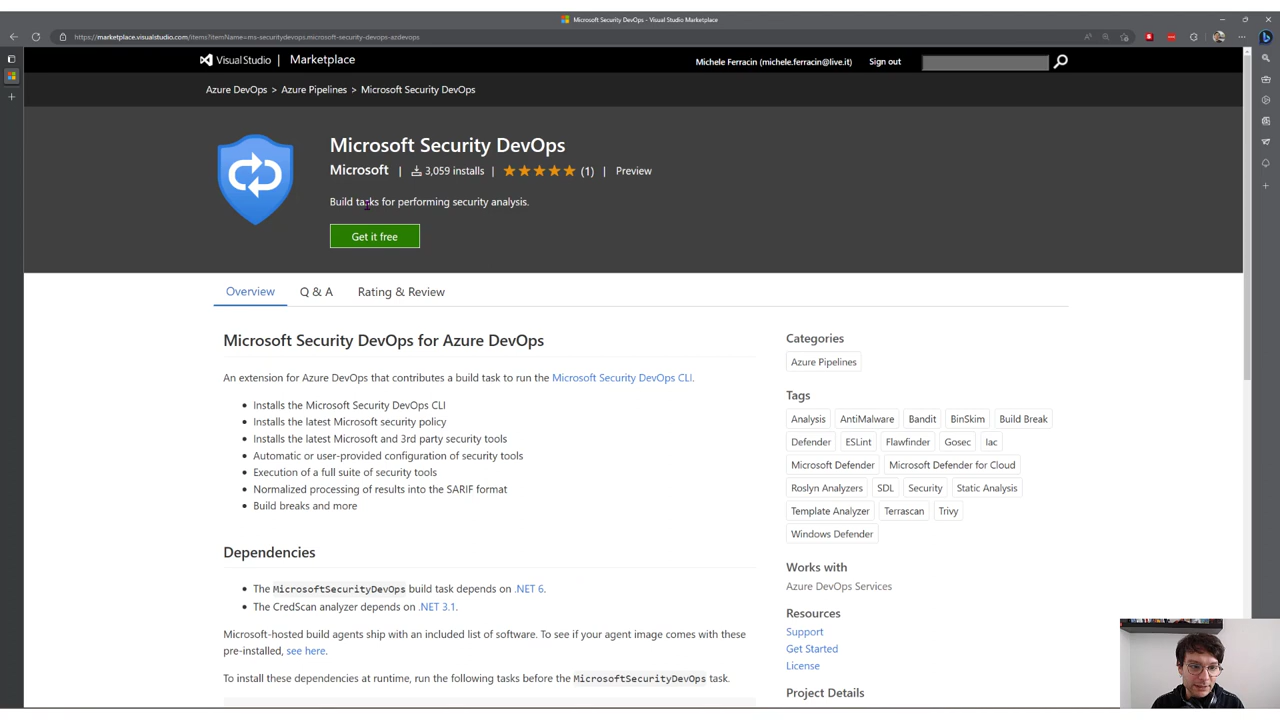 Microsoft Security DevOps - Visual Studio Marketplace
https://marketplace.visualstudio.com/items?itemName=ms-securitydevops.microsoft-security-devops-azdevops
Visual Studio | Marketplace
Michele Ferracin (michele.ferracin@live.it) Sign out
Azure DevOps > Azure Pipelines > Microsoft Security DevOps
Microsoft Security DevOps
Microsoft | 3,059 installs | (1) | Preview
Build tasks for performing security analysis.
Get it free
Overview Q & A Rating & Review
Microsoft Security DevOps for Azure DevOps
An extension for Azure DevOps that contributes a build task to run the Microsoft Security DevOps CLI.
• Installs the Microsoft Security DevOps CLI
• Installs the latest Microsoft security policy
• Installs the latest Microsoft and 3rd party security tools
• Automatic or user-provided configuration of security tools
• Execution of a full suite of security tools
• Normalized processing of results into the SARIF format
• Build breaks and more
Dependencies
• The MicrosoftSecurityDevOps build task depends on .NET 6.
• The CredScan analyzer depends on .NET 3.1.
Microsoft-hosted build agents ship with an included list of software. To see if your agent image comes with these
pre-installed, see here.
To install these dependencies at runtime, run the following tasks before the MicrosoftSecurityDevOps task.
Categories
Azure Pipelines
Tags
Analysis AntiMalware Bandit BinSkim Build Break
Defender ESLint Flawfinder Gosec Iac
Microsoft Defender Microsoft Defender for Cloud
Roslyn Analyzers SDL Security Static Analysis
Template Analyzer Terrascan Trivy
Windows Defender
Works with
Azure DevOps Services
Resources
Support
Get Started
License
Project Details